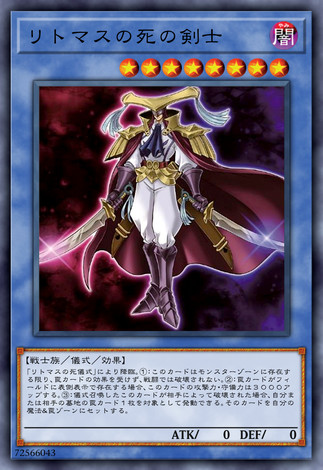 リトマスの死の剣士
やみ
闇
【戦士族/儀式/効果】
「リトマスの死儀式」により降臨。①:このカードはモンスターゾーンに存在す
る限り、罠カードの効果を受けず、戦闘では破壊されない。②:罠カードがフィ
ールドに表側表示で存在する場合、このカードの攻撃力・守備力は3000ア
ップする。③:儀式召喚したこのカードが相手によって破壊された場合、自分ま
たは相手の墓地の罠カード1枚を対象として発動できる。そのカードを自分の
魔法&罠ゾーンにセットする。
ATK/ 0 DEF/ 0
72566043